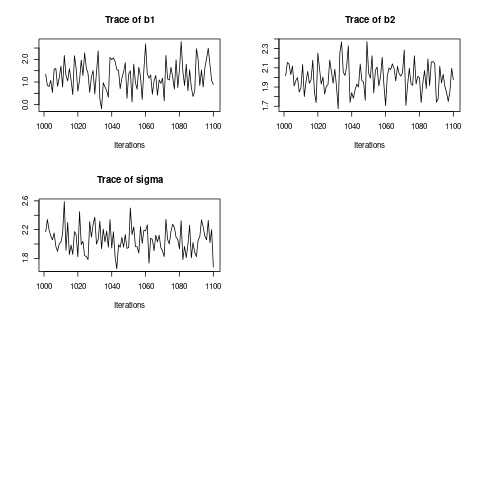 Trace of b1
0.0 1.0 2.0
1000 1020 1040 1060 1080 1100
Iterations
Trace of b2
1.7 1.9 2.1 2.3
1000 1020 1040 1060 1080 1100
Iterations
Trace of sigma
1.8 2.2 2.6
1000 1020 1040 1060 1080 1100
Iterations